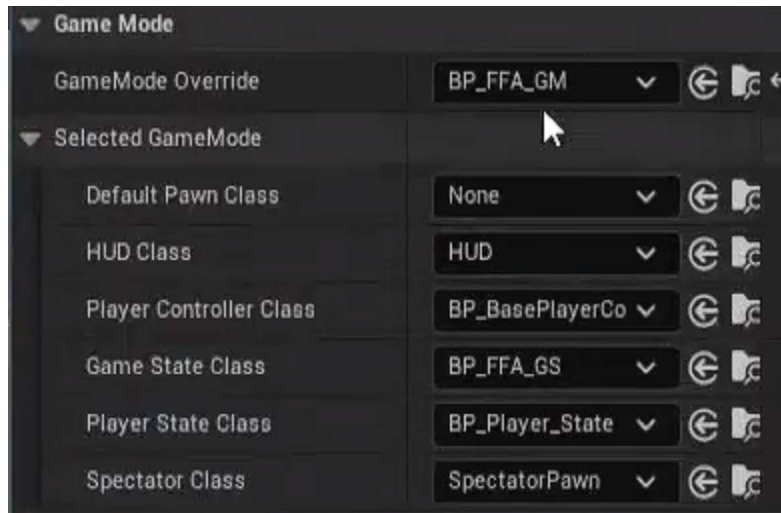 Game Mode
GameMode Override BP_FFA_GM
Selected GameMode
Default Pawn Class None
HUD Class HUD
Player Controller Class BP_BasePlayerCo
Game State Class BP_FFA_GS
Player State Class BP_Player_State
Spectator Class SpectatorPawn